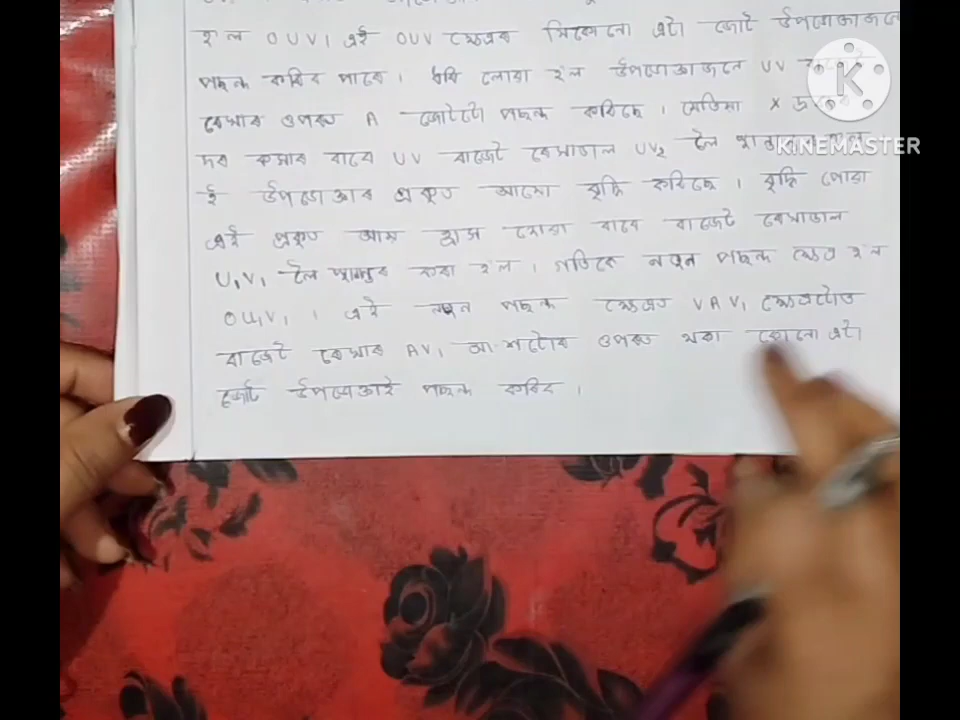 হ'ল OUV। এই OUV ক্ষেত্ৰৰ যিকোনো এটা জোঁট উপভোক্তাজনে
পছন্দ কৰিব পাৰে। ধৰি লোৱা হ'ল উপভোক্তাজনে UV বাজেট
ৰেখাৰ ওপৰত A জোঁটটো পছন্দ কৰিছে। যেতিয়া X দ্ৰব্যৰ
দৰ কমাৰ বাবে UV বাজেট ৰেখাডাল UV₂ লৈ
ই উপভোক্তাৰ প্ৰকৃত আয়ো বৃদ্ধি কৰিছে। বৃদ্ধি পোৱা
এই প্ৰকৃত আয় হ্ৰাস হোৱা বাবে বাজেট ৰেখাডাল
U₁V₁ লৈ স্থানান্তৰ কৰা হ'ল। গতিকে নতুন পছন্দ ক্ষেত্ৰ হ'ল
OU₁V₁। এই নতুন পছন্দ ক্ষেত্ৰত VAV₁ ক্ষেত্ৰটোত
বাজেট ৰেখাৰ AV₁ অংশটোৰ ওপৰত থকা কোনো এটা
জোঁট উপভোক্তাই পছন্দ কৰিব।
KINEMASTER